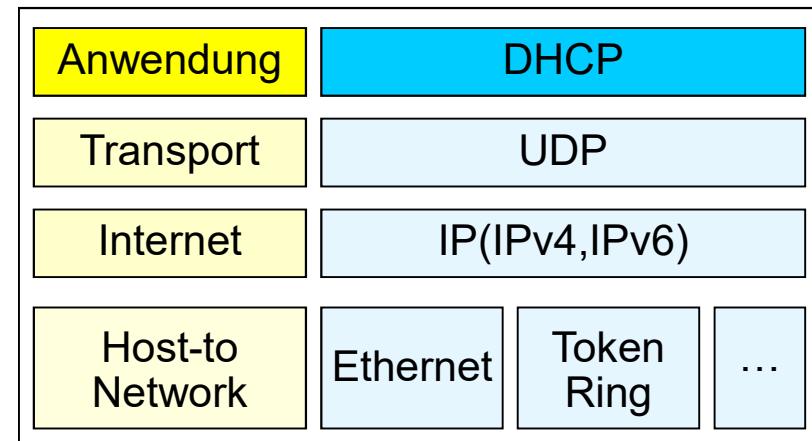 Anwendung DHCP
Transport UDP
Internet IP(IPv4,IPv6)
Host-to Network Ethernet Token Ring …